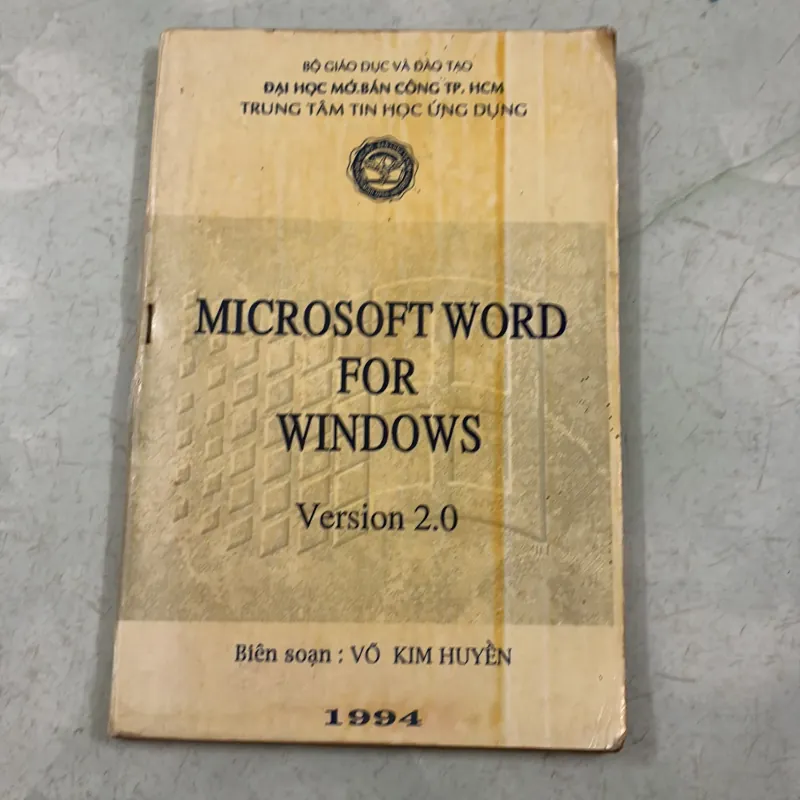 BỘ GIÁO DỤC VÀ ĐÀO TẠO
ĐẠI HỌC MỞ.BÁN CÔNG TP. HCM
TRUNG TÂM TIN HỌC ỨNG DỤNG
MICROSOFT WORD
FOR
WINDOWS
Version 2.0
Biên soạn : VÕ KIM HUYỀN
1994